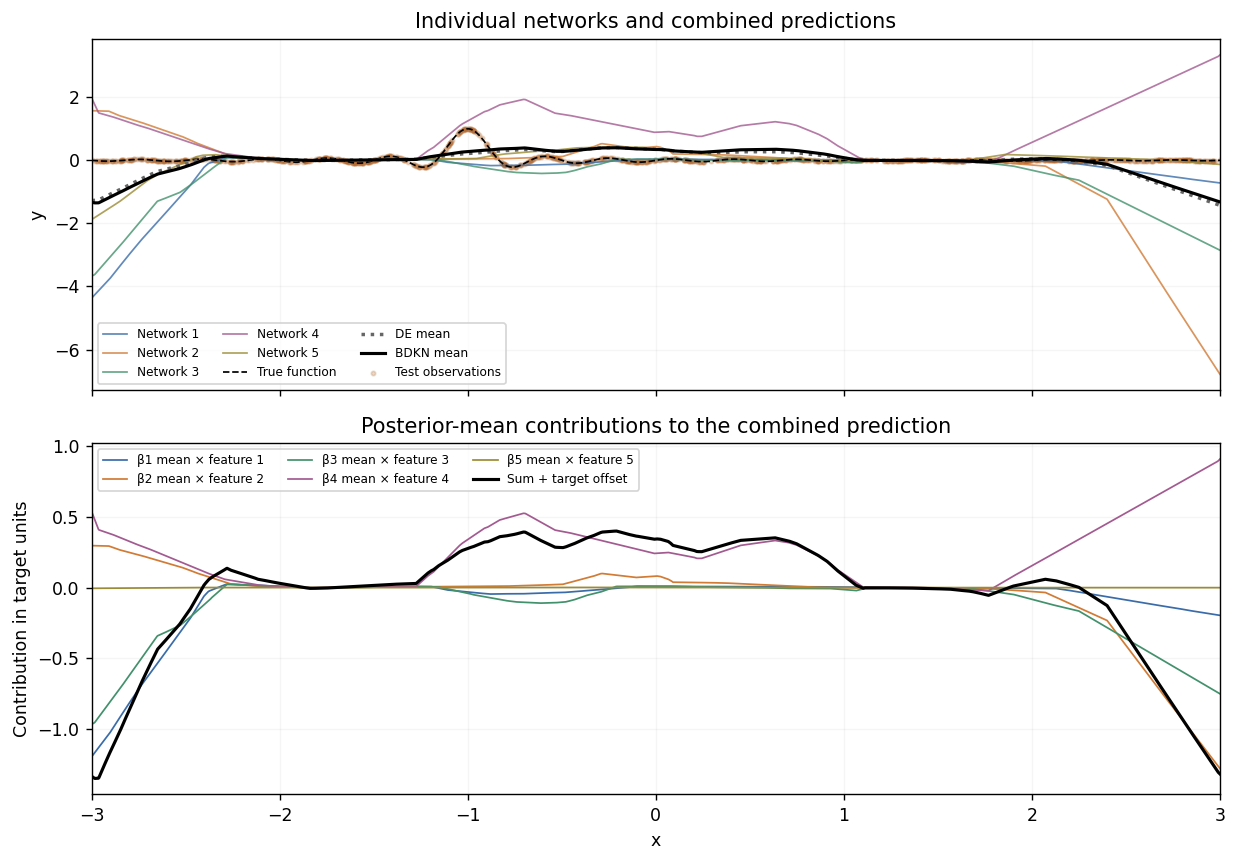 Individual networks and combined predictions
2
0
−2
−4
−6
y
Network 1
Network 2
Network 3
Network 4
Network 5
True function
DE mean
BDKN mean
Test observations
Posterior-mean contributions to the combined prediction
1.0
0.5
0.0
−0.5
−1.0
Contribution in target units
β1 mean × feature 1
β2 mean × feature 2
β3 mean × feature 3
β4 mean × feature 4
β5 mean × feature 5
Sum + target offset
−3
−2
−1
0
1
2
3
x